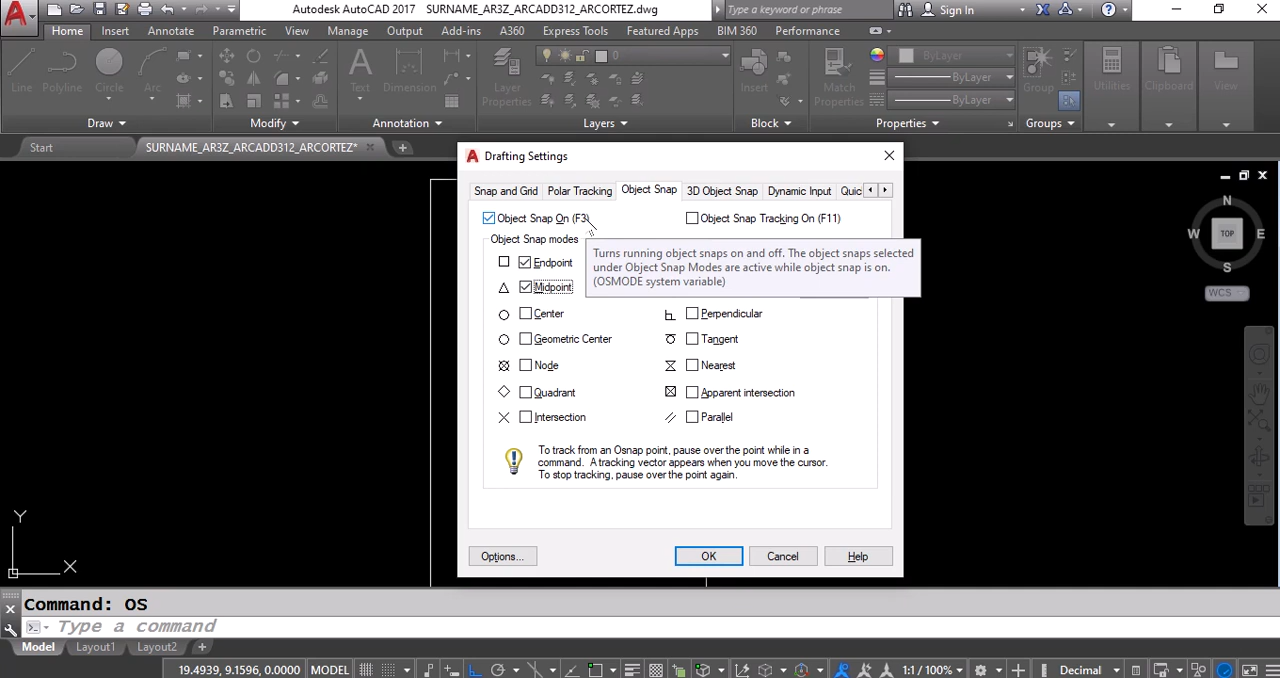 Autodesk AutoCAD 2017 SURNAME_AR3Z_ARCADD312_ARCORTEZ.dwg
Type a keyword or phrase
Sign In
Home Insert Annotate Parametric View Manage Output Add-ins A360 Express Tools Featured Apps BIM 360 Performance
Line Polyline Circle Arc
Text Dimension
Layer Properties
0
Insert
Match Properties
ByLayer
ByLayer
ByLayer
Group
Utilities
Clipboard
View
Draw Modify Annotation Layers Block Properties Groups
Start SURNAME_AR3Z_ARCADD312_ARCORTEZ*
Drafting Settings
Snap and Grid Polar Tracking Object Snap 3D Object Snap Dynamic Input Quic
Object Snap On (F3)
Object Snap Tracking On (F11)
Object Snap modes
Turns running object snaps on and off. The object snaps selected
under Object Snap Modes are active while object snap is on.
(OSMODE system variable)
Endpoint
Midpoint
Center
Perpendicular
Geometric Center
Tangent
Node
Nearest
Quadrant
Apparent intersection
Intersection
Parallel
To track from an Osnap point, pause over the point while in a
command. A tracking vector appears when you move the cursor.
To stop tracking, pause over the point again.
Options...
OK
Cancel
Help
N
W TOP E
S
WCS
Y
X
Command: OS
Type a command
Model Layout1 Layout2
19.4939, 9.1596, 0.0000 MODEL 1:1 / 100% Decimal